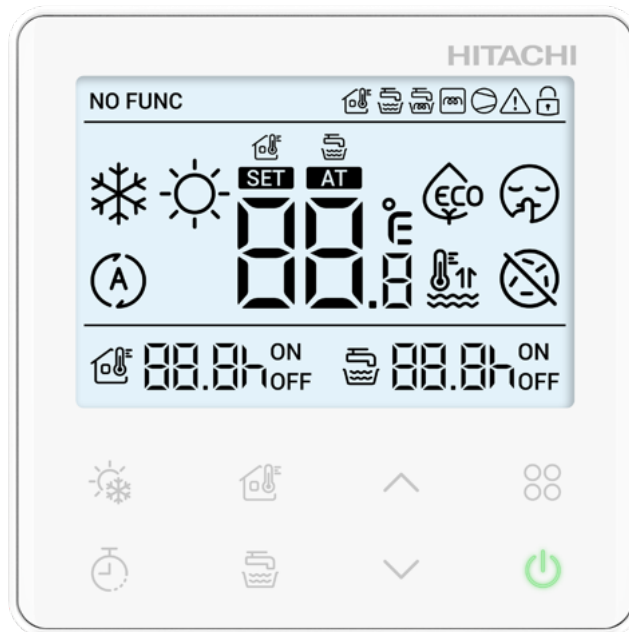 HITACHI
NO FUNC
SET AT
88.8 °E
A
ECO
88.8h ON OFF
88.8h ON OFF